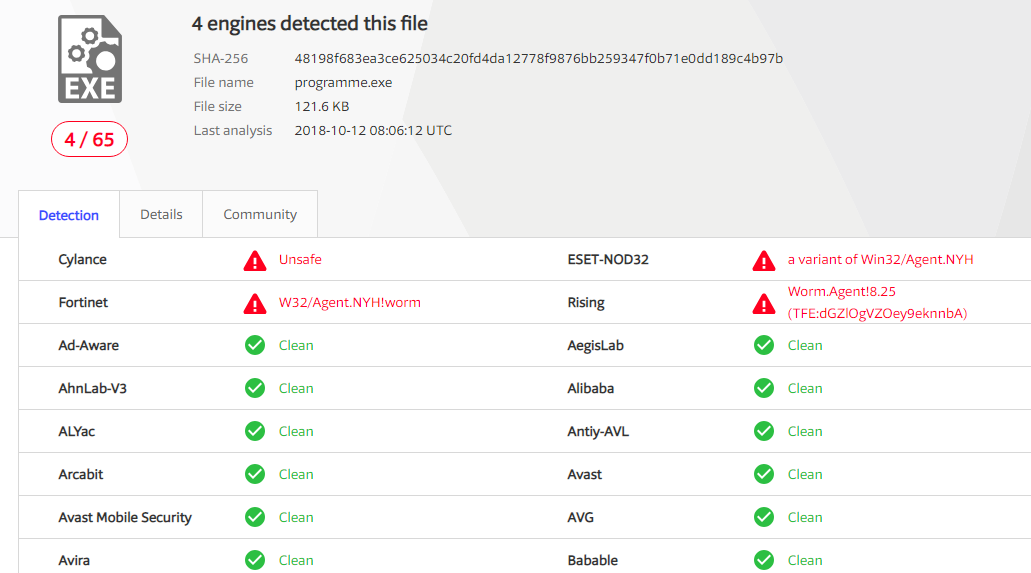 4 engines detected this file
SHA-256 48198f683ea3ce625034c20fd4da12778f9876bb259347f0b71e0dd189c4b97b
File name programme.exe
File size 121.6 KB
Last analysis 2018-10-12 08:06:12 UTC
EXE
4 / 65
Detection Details Community
Cylance Unsafe ESET-NOD32 a variant of Win32/Agent.NYH
Fortinet W32/Agent.NYH!worm Rising Worm.Agent!8.25
(TFE:dGZlOgVZOey9eknnbA)
Ad-Aware Clean AegisLab Clean
AhnLab-V3 Clean Alibaba Clean
ALYac Clean Antiy-AVL Clean
Arcabit Clean Avast Clean
Avast Mobile Security Clean AVG Clean
Avira Clean Babable Clean